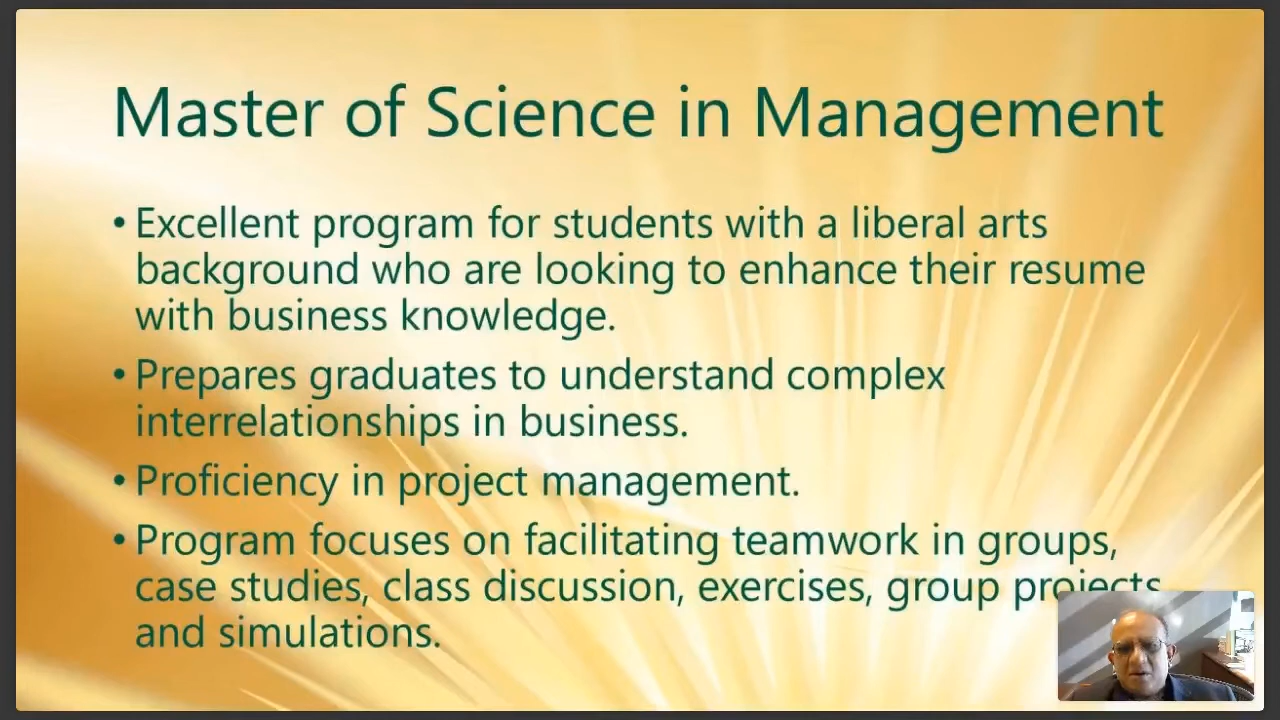 Master of Science in Management
• Excellent program for students with a liberal arts
background who are looking to enhance their resume
with business knowledge.
• Prepares graduates to understand complex
interrelationships in business.
• Proficiency in project management.
• Program focuses on facilitating teamwork in groups,
case studies, class discussion, exercises, group projects
and simulations.